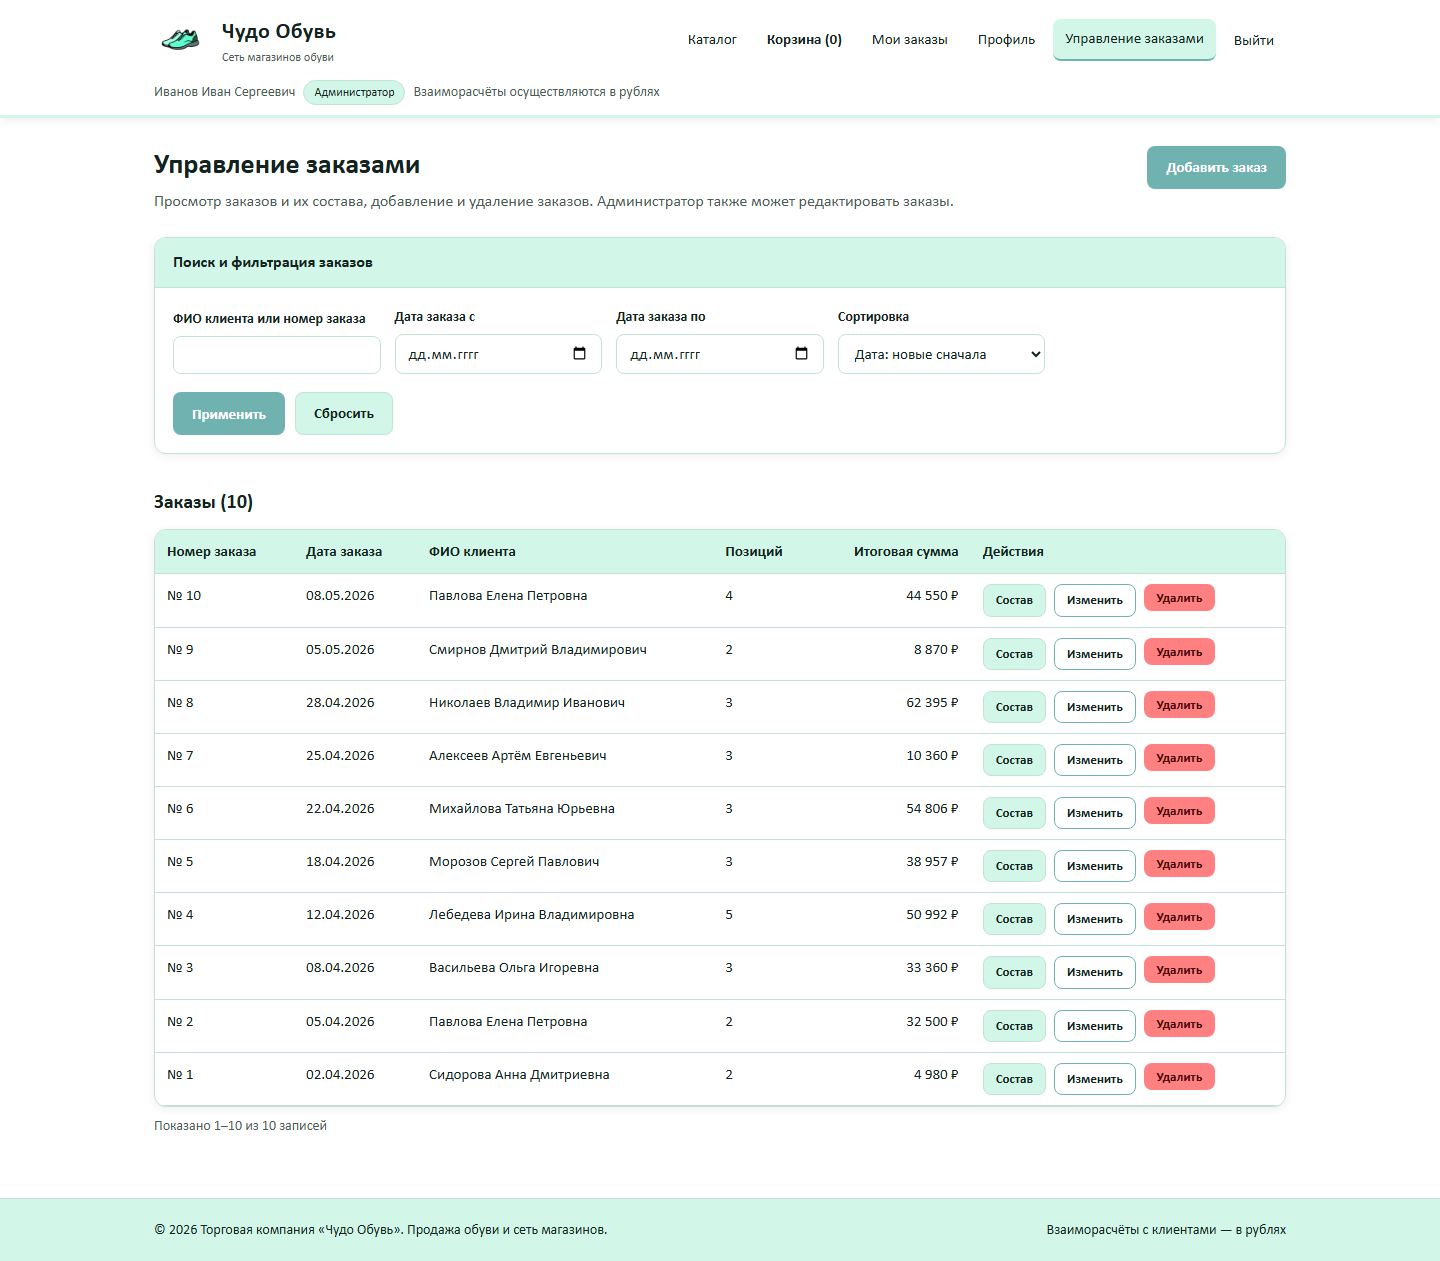 Чудо Обувь
Сеть магазинов обуви
Каталог Корзина (0) Мои заказы Профиль Управление заказами Выйти
Иванов Иван Сергеевич Администратор Взаиморасчёты осуществляются в рублях
Управление заказами
Добавить заказ
Просмотр заказов и их состава, добавление и удаление заказов. Администратор также может редактировать заказы.
Поиск и фильтрация заказов
ФИО клиента или номер заказа Дата заказа с Дата заказа по Сортировка
дд.мм.гггг дд.мм.гггг Дата: новые сначала
Применить Сбросить
Заказы (10)
Номер заказа Дата заказа ФИО клиента Позиций Итоговая сумма Действия
№ 10 08.05.2026 Павлова Елена Петровна 4 44 550 ₽ Состав Изменить Удалить
№ 9 05.05.2026 Смирнов Дмитрий Владимирович 2 8 870 ₽ Состав Изменить Удалить
№ 8 28.04.2026 Николаев Владимир Иванович 3 62 395 ₽ Состав Изменить Удалить
№ 7 25.04.2026 Алексеев Артём Евгеньевич 3 10 360 ₽ Состав Изменить Удалить
№ 6 22.04.2026 Михайлова Татьяна Юрьевна 3 54 806 ₽ Состав Изменить Удалить
№ 5 18.04.2026 Морозов Сергей Павлович 3 38 957 ₽ Состав Изменить Удалить
№ 4 12.04.2026 Лебедева Ирина Владимировна 5 50 992 ₽ Состав Изменить Удалить
№ 3 08.04.2026 Васильева Ольга Игоревна 3 33 360 ₽ Состав Изменить Удалить
№ 2 05.04.2026 Павлова Елена Петровна 2 32 500 ₽ Состав Изменить Удалить
№ 1 02.04.2026 Сидорова Анна Дмитриевна 2 4 980 ₽ Состав Изменить Удалить
Показано 1–10 из 10 записей
© 2026 Торговая компания «Чудо Обувь». Продажа обуви и сеть магазинов. Взаиморасчёты с клиентами — в рублях